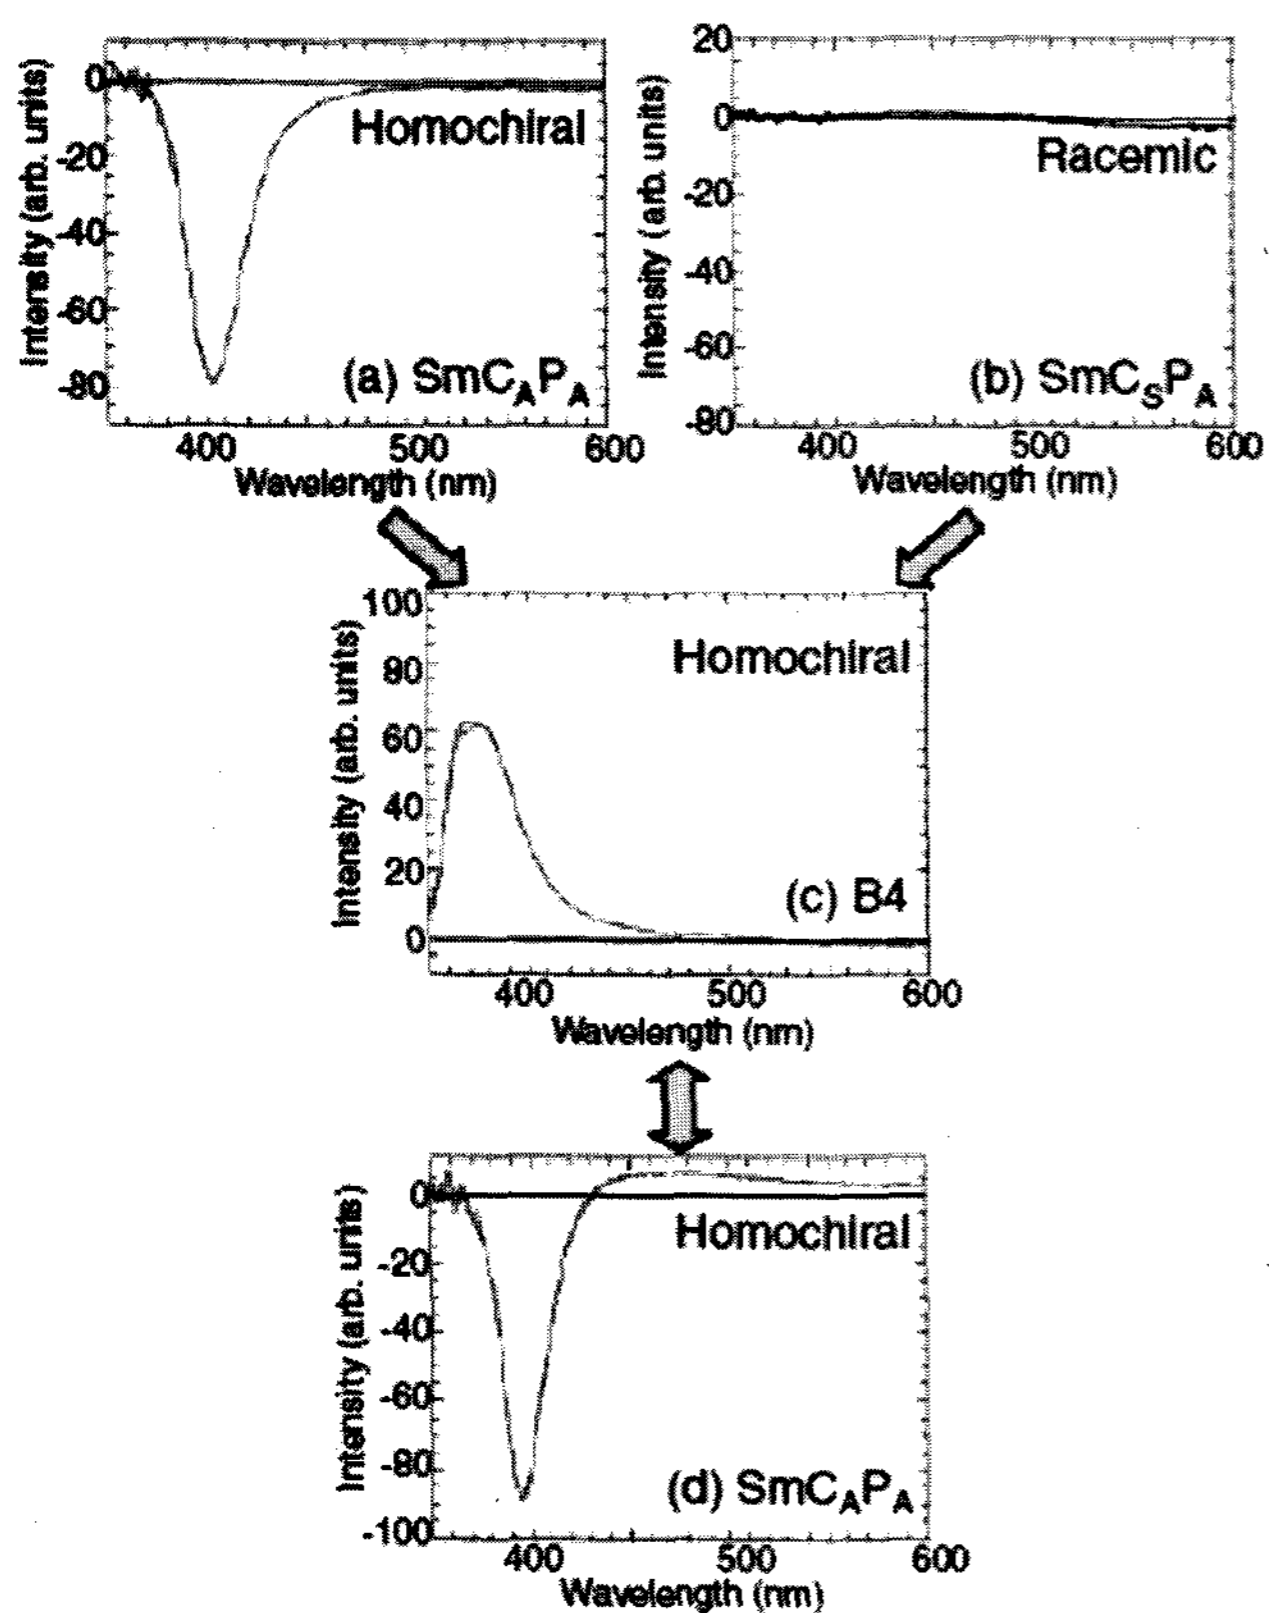 Intensity (arb. units)
0
-20
-40
-60
-80
Homochiral
(a) SmCAPA
400 500 600
Wavelength (nm)
Intensity (arb. units)
20
0
-20
-40
-60
-80
Racemic
(b) SmCSPA
400 500 600
Wavelength (nm)
Intensity (arb. units)
100
80
60
40
20
0
Homochiral
(c) B4
400 500 600
Wavelength (nm)
Intensity (arb. units)
0
-20
-40
-60
-80
-100
Homochiral
(d) SmCAPA
400 500 600
Wavelength (nm)